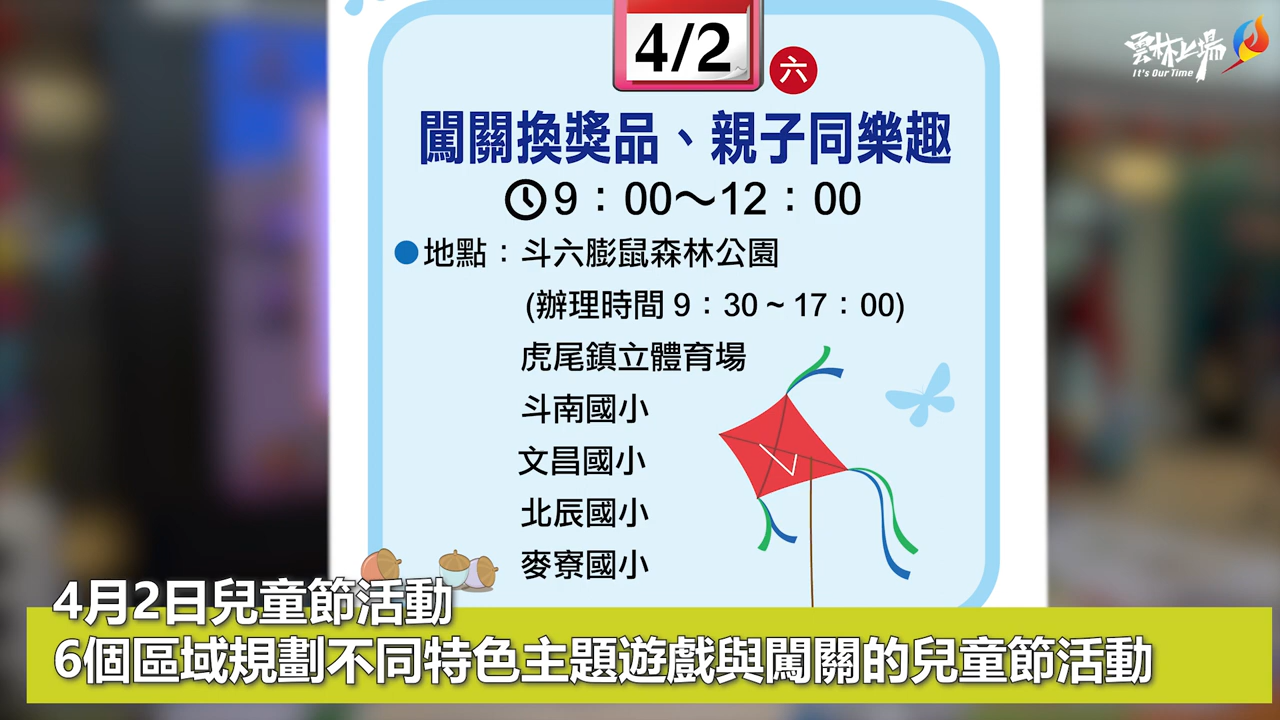 4/2
六
雲林上場
It's Our Time
闖關換獎品、親子同樂趣
9：00～12：00
地點：斗六膨鼠森林公園
(辦理時間 9：30 ~ 17：00)
虎尾鎮立體育場
斗南國小
文昌國小
北辰國小
麥寮國小
4月2日兒童節活動
6個區域規劃不同特色主題遊戲與闖關的兒童節活動